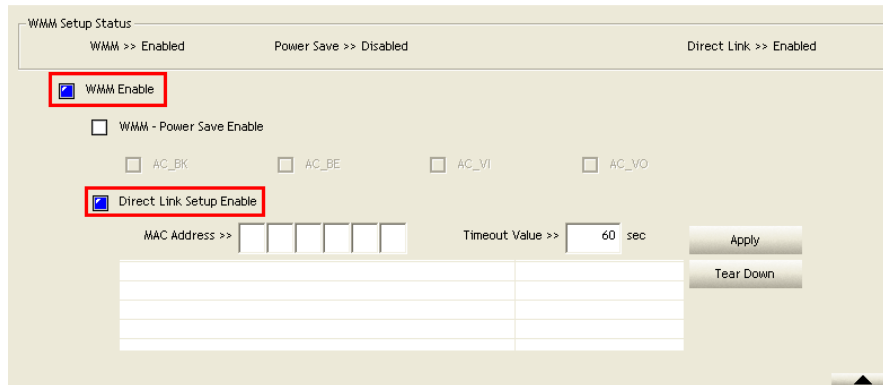 WMM Setup Status
WMM >> Enabled Power Save >> Disabled Direct Link >> Enabled
WMM Enable
WMM - Power Save Enable
AC_BK AC_BE AC_VI AC_VO
Direct Link Setup Enable
MAC Address >> Timeout Value >> 60 sec Apply
Tear Down